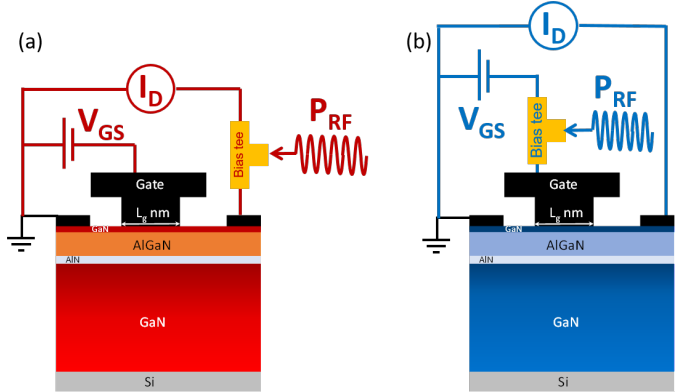 (a)
I_D
V_GS
P_RF
Bias tee
Gate
L_g nm
GaN
AlGaN
AlN
GaN
Si
(b)
I_D
V_GS
P_RF
Bias tee
Gate
L_g nm
GaN
AlGaN
AlN
GaN
Si